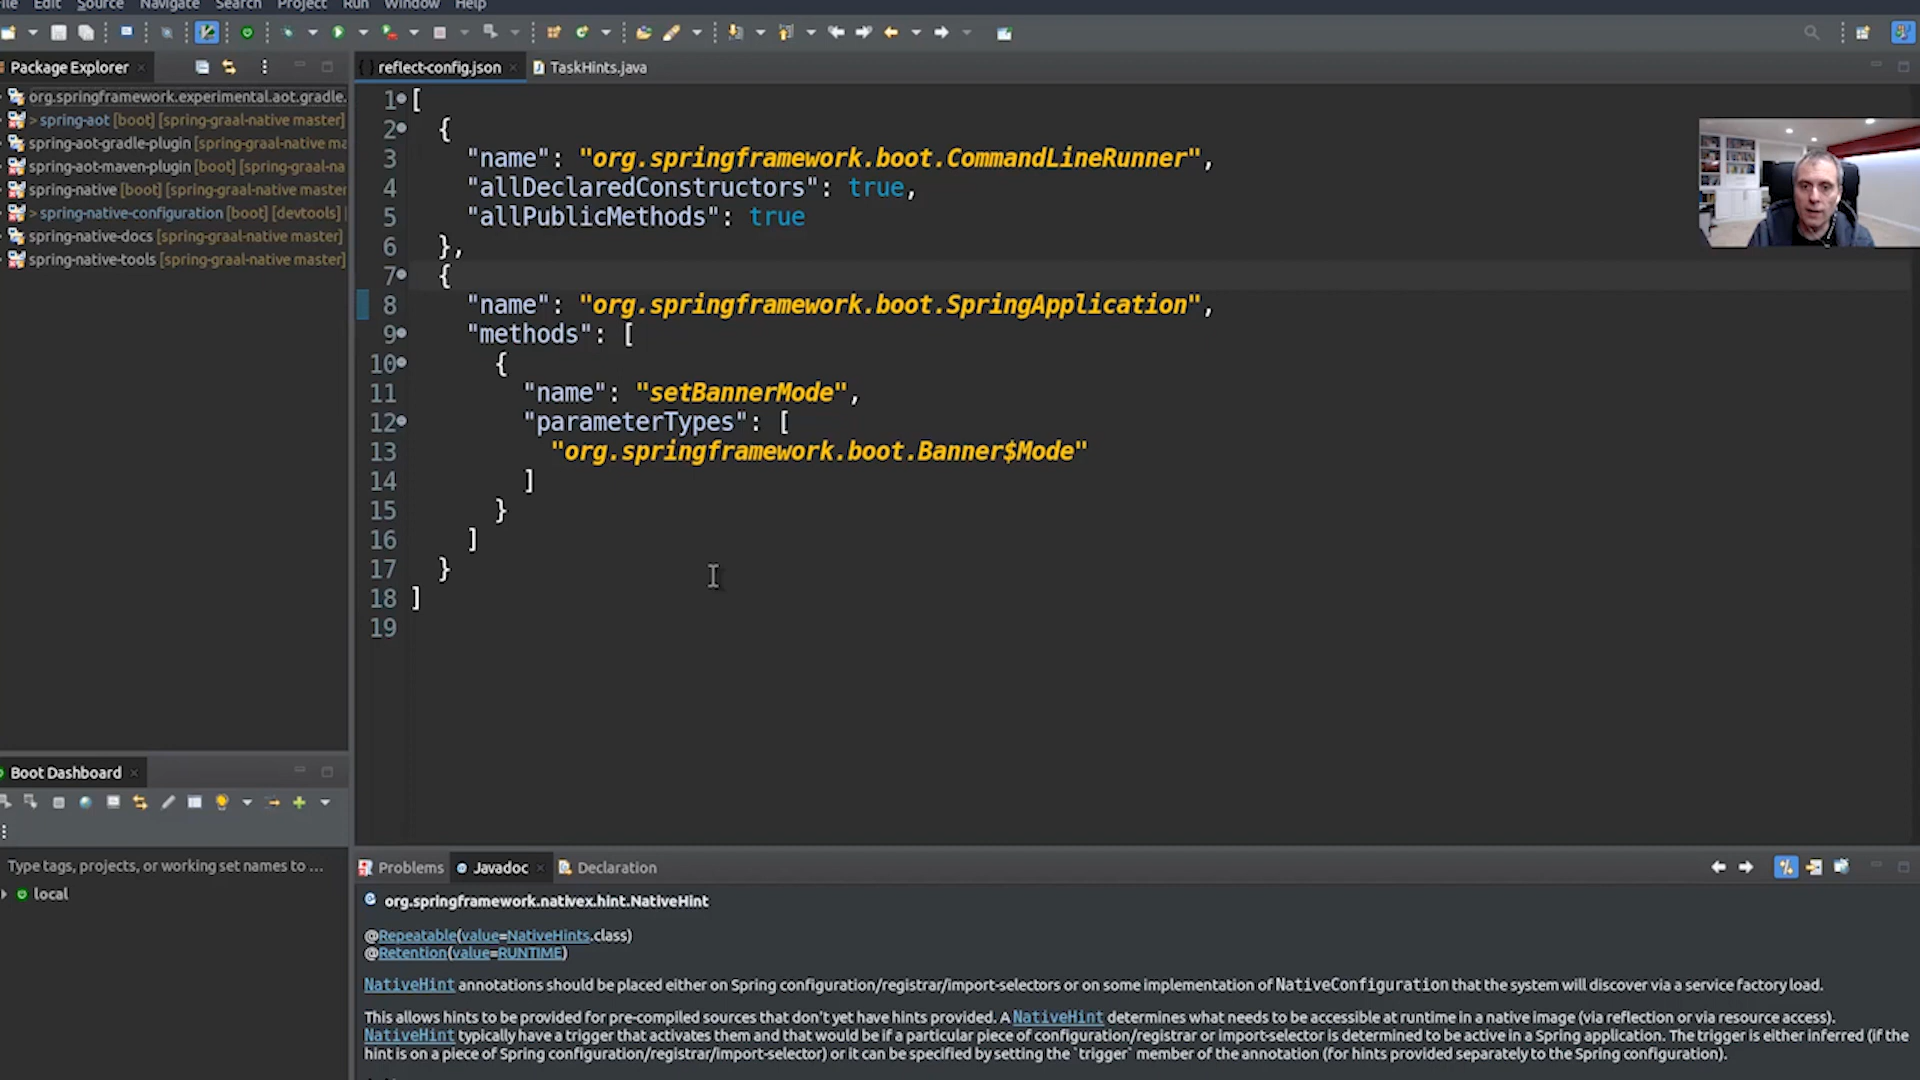 File Edit Source Navigate Search Project Run Window Help
Package Explorer
reflect-config.json
TaskHints.java
org.springframework.experimental.aot.gradle.
> spring-aot [boot] [spring-graal-native master]
spring-aot-gradle-plugin [spring-graal-native ma
spring-aot-maven-plugin [boot] [spring-graal-na
spring-native [boot] [spring-graal-native master
> spring-native-configuration [boot] [devtools]
spring-native-docs [spring-graal-native master]
spring-native-tools [spring-graal-native master]
1 [
2 {
3 "name": "org.springframework.boot.CommandLineRunner",
4 "allDeclaredConstructors": true,
5 "allPublicMethods": true
6 },
7 {
8 "name": "org.springframework.boot.SpringApplication",
9 "methods": [
10 {
11 "name": "setBannerMode",
12 "parameterTypes": [
13 "org.springframework.boot.Banner$Mode"
14 ]
15 }
16 ]
17 }
18 ]
19
Boot Dashboard
Type tags, projects, or working set names to ...
local
Problems Javadoc Declaration
org.springframework.nativex.hint.NativeHint
@Repeatable(value=NativeHints.class)
@Retention(value=RUNTIME)
NativeHint annotations should be placed either on Spring configuration/registrar/import-selectors or on some implementation of NativeConfiguration that the system will discover via a service factory load.
This allows hints to be provided for pre-compiled sources that don't yet have hints provided. A NativeHint determines what needs to be accessible at runtime in a native image (via reflection or via resource access).
NativeHint typically have a trigger that activates them and that would be if a particular piece of configuration/registrar or import-selector is determined to be active in a Spring application. The trigger is either inferred (if the
hint is on a piece of Spring configuration/registrar/import-selector) or it can be specified by setting the `trigger` member of the annotation (for hints provided separately to the Spring configuration).